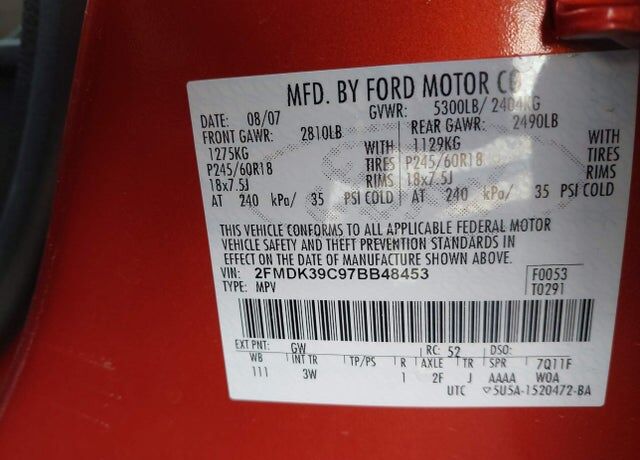 MFD. BY FORD MOTOR CO
DATE: 08/07 GVWR: 5300LB/ 2404KG
FRONT GAWR: 2810LB REAR GAWR: 2490LB
1275KG WITH 1129KG WITH
P245/60R18 TIRES P245/60R18 TIRES
18x7.5J RIMS 18x7.5J RIMS
AT 240 kPa/ 35 PSI COLD AT 240 kPa/ 35 PSI COLD
THIS VEHICLE CONFORMS TO ALL APPLICABLE FEDERAL MOTOR
VEHICLE SAFETY AND THEFT PREVENTION STANDARDS IN
EFFECT ON THE DATE OF MANUFACTURE SHOWN ABOVE.
VIN: 2FMDK39C97BB48453 F0053
TYPE: MPV T0291
EXT PNT: GW RC: 52 DSO:
WB INT TR TP/PS R AXLE TR SPR 7Q11F
111 3W 1 2F J AAAA W0A
UTC ▽5U5A-1520472-BA